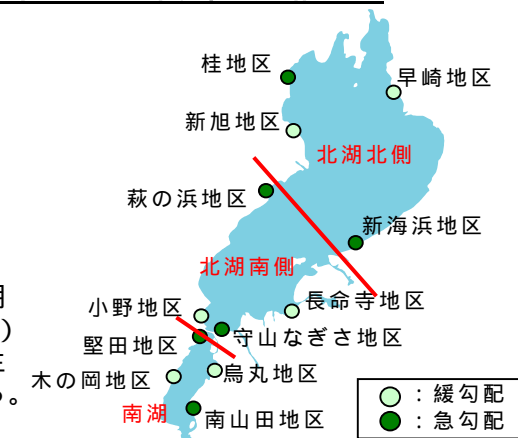 桂地区
早崎地区
新旭地区
北湖北側
萩の浜地区
新海浜地区
北湖南側
長命寺地区
小野地区
守山なぎさ地区
堅田地区
烏丸地区
木の岡地区
南湖
南山田地区
：緩勾配
：急勾配